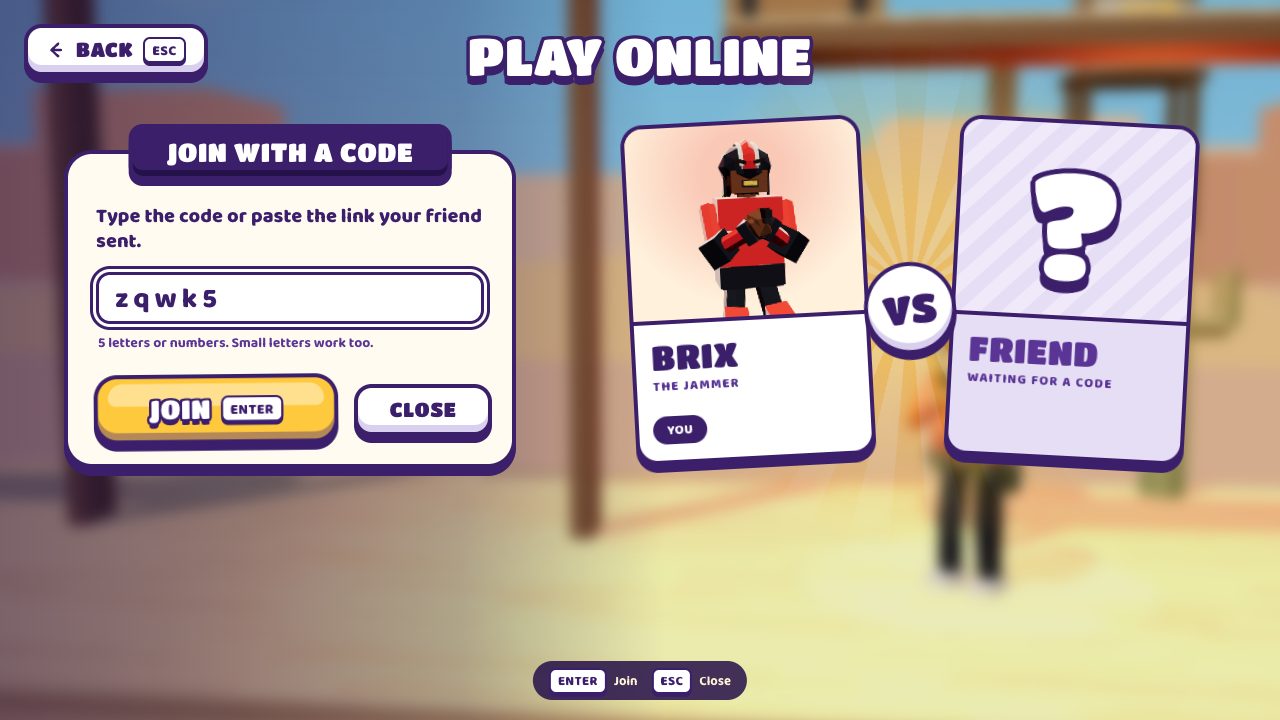 ← BACK ESC
PLAY ONLINE
JOIN WITH A CODE
Type the code or paste the link your friend
sent.
zqwk5
5 letters or numbers. Small letters work too.
JOIN ENTER
CLOSE
BRIX
THE JAMMER
YOU
VS
?
FRIEND
WAITING FOR A CODE
ENTER Join ESC Close